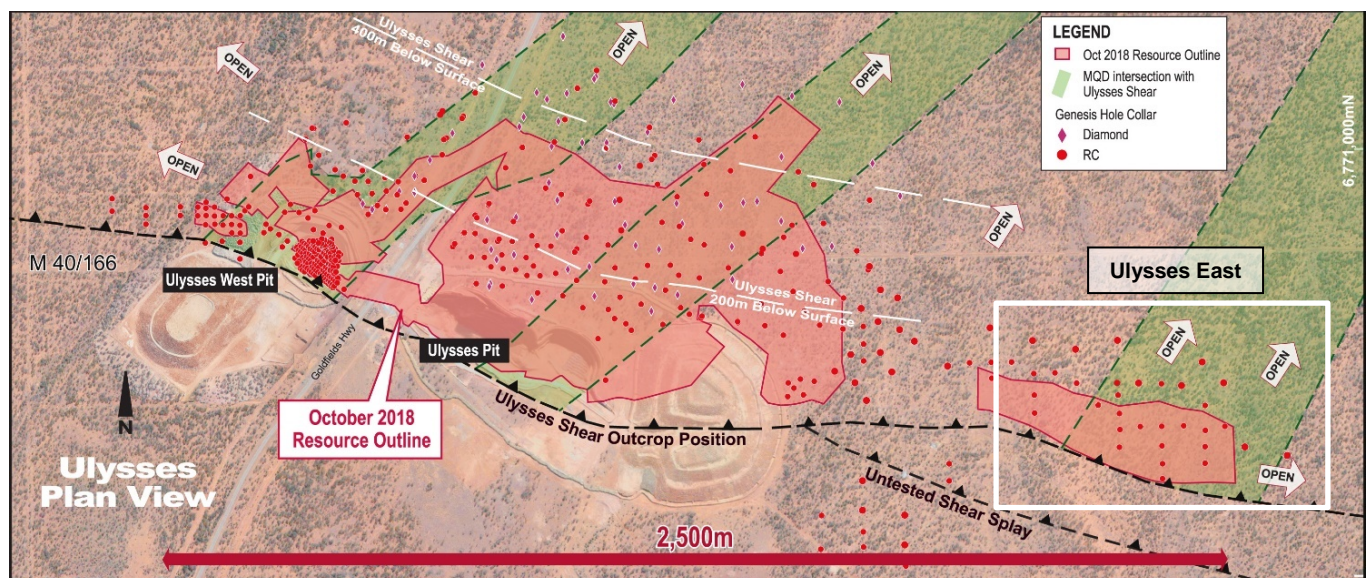 Ulysses Shear
400m Below Surface
OPEN
OPEN
OPEN
LEGEND
Oct 2018 Resource Outline
MQD intersection with
Ulysses Shear
Genesis Hole Collar
Diamond
RC
6,771,000mN
OPEN
OPEN
M 40/166
Ulysses West Pit
Ulysses East
Ulysses Shear
200m Below Surface
Goldfields Hwy
Ulysses Pit
OPEN
OPEN
N
October 2018
Resource Outline
Ulysses Shear Outcrop Position
Ulysses
Plan View
OPEN
Untested Shear Splay
2,500m